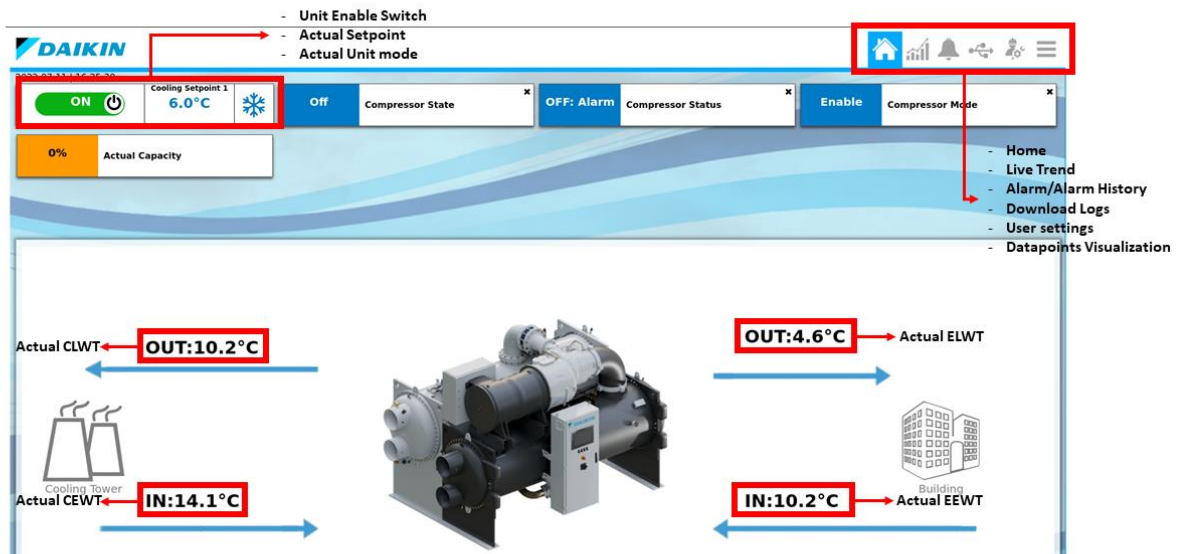 - Unit Enable Switch
- Actual Setpoint
- Actual Unit mode
DAIKIN
ON
Cooling Setpoint 1
6.0°C
Off
Compressor State
×
OFF: Alarm
Compressor Status
×
Enable
Compressor Mode
×
0%
Actual Capacity
- Home
- Live Trend
- Alarm/Alarm History
- Download Logs
- User settings
- Datapoints Visualization
Actual CLWT
OUT:10.2°C
OUT:4.6°C
Actual ELWT
DAIKIN
Cooling Tower
Building
Actual CEWT
IN:14.1°C
IN:10.2°C
Actual EEWT